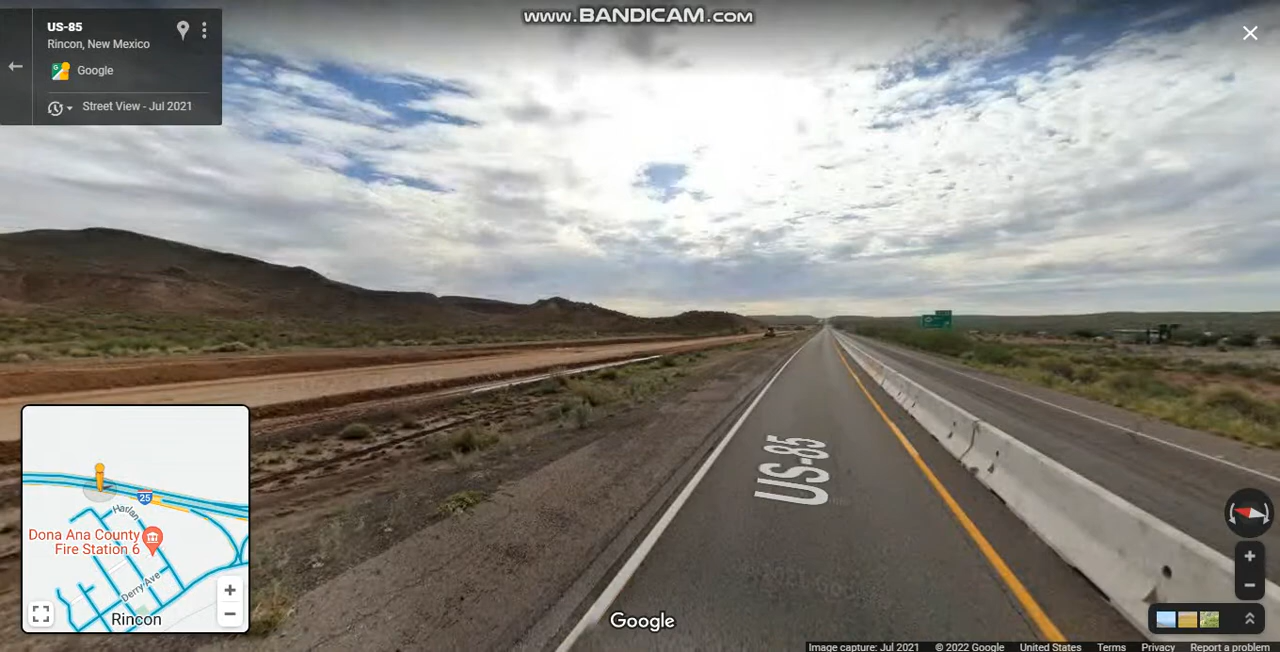 www.BANDICAM.com
US-85
Rincon, New Mexico
Google
Street View - Jul 2021
US-85
25
Harlan
Dona Ana County
Fire Station 6
Derry Ave
Rincon
Google
Image capture: Jul 2021 © 2022 Google United States Terms Privacy Report a problem